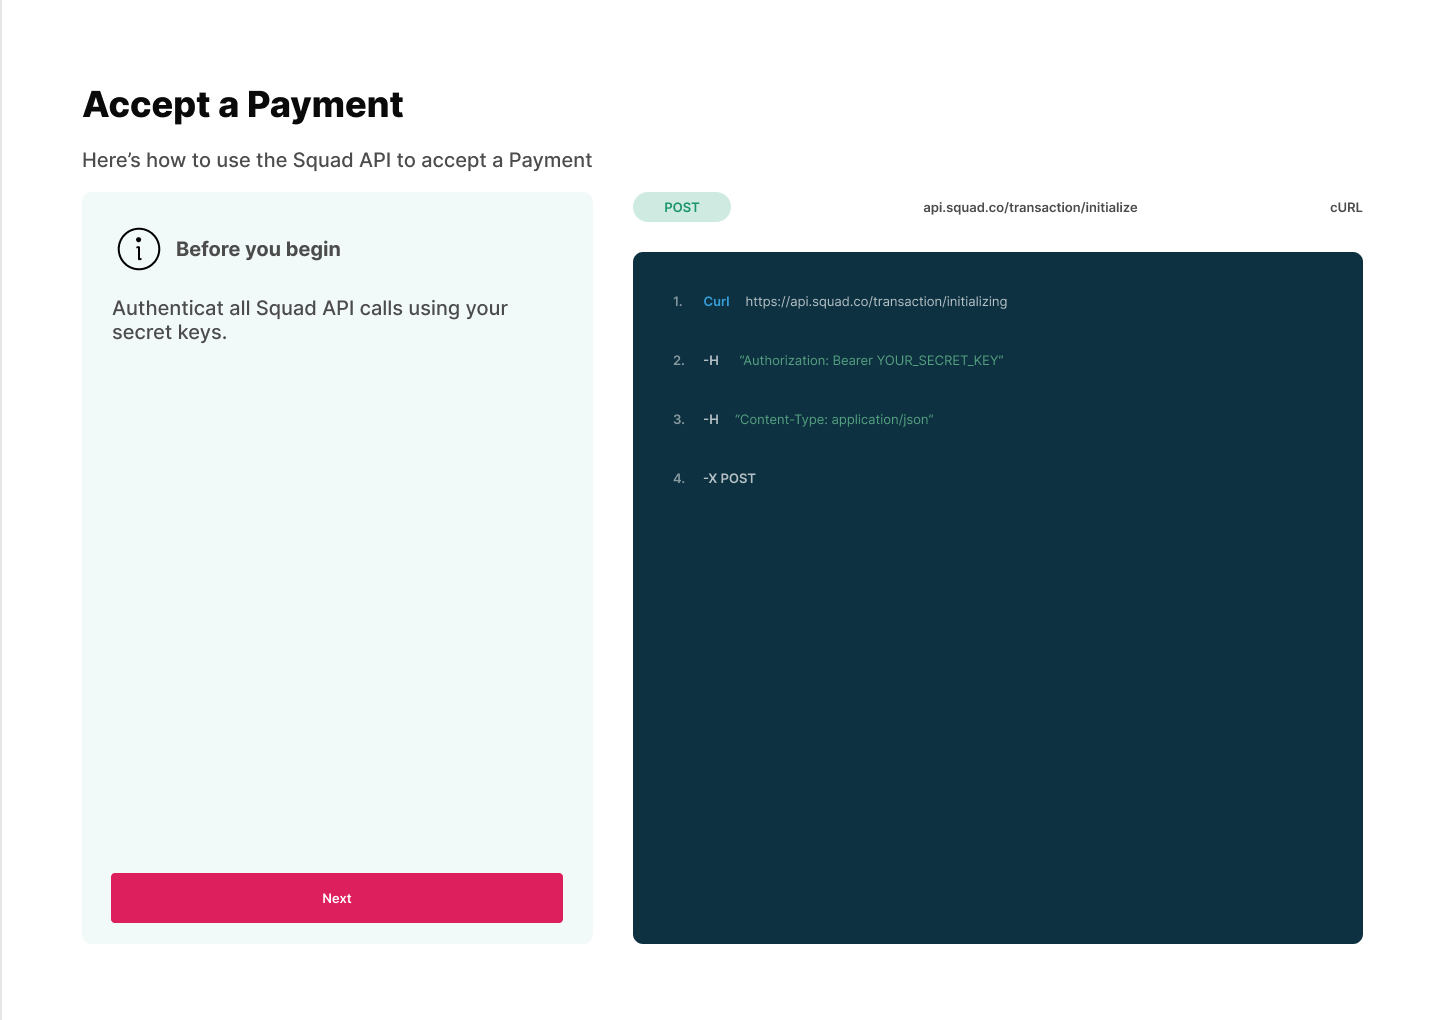 Accept a Payment
Here’s how to use the Squad API to accept a Payment
Before you begin
Authenticat all Squad API calls using your
secret keys.
Next
POST api.squad.co/transaction/initialize cURL
1. Curl https://api.squad.co/transaction/initializing
2. -H “Authorization: Bearer YOUR_SECRET_KEY”
3. -H “Content-Type: application/json”
4. -X POST